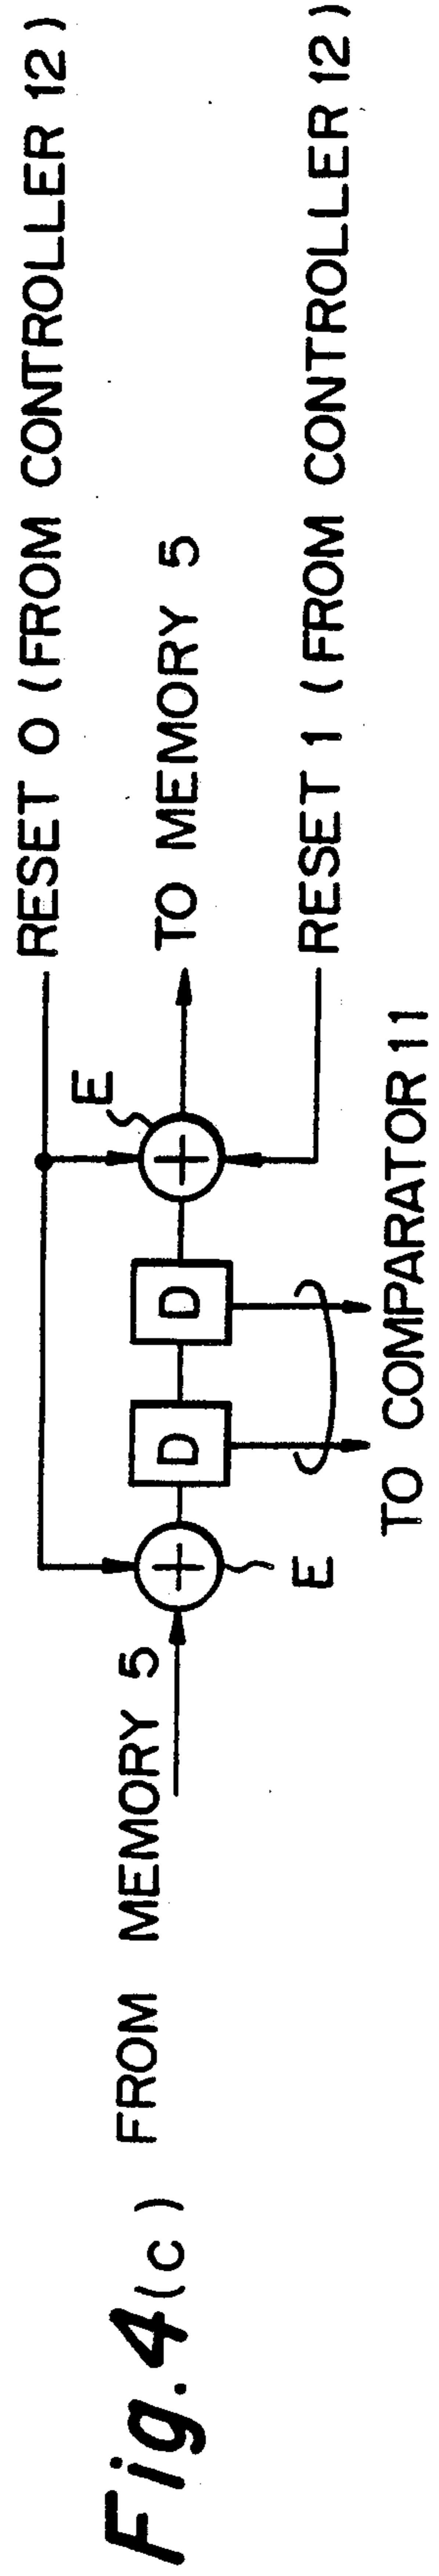 Fig. 4(c)
FROM MEMORY 5
E
D
D
TO COMPARATOR 11
E
RESET 0 (FROM CONTROLLER 12)
TO MEMORY 5
RESET 1 (FROM CONTROLLER 12)